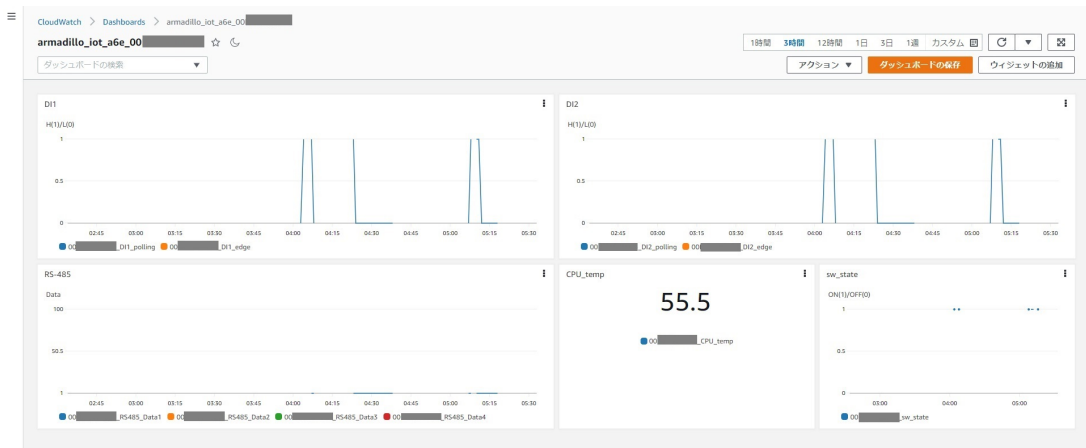 CloudWatch > Dashboards > armadillo_iot_a6e_00
armadillo_iot_a6e_00
1時間 3時間 12時間 1日 3日 1週 カスタム
ダッシュボードの検索
アクション ダッシュボードの保存 ウィジェットの追加
DI1
H(1)/L(0)
1
0.5
0
02:45 03:00 03:15 03:30 03:45 04:00 04:15 04:30 04:45 05:00 05:15 05:30
00 _DI1_polling 00 _DI1_edge
DI2
H(1)/L(0)
1
0.5
0
02:45 03:00 03:15 03:30 03:45 04:00 04:15 04:30 04:45 05:00 05:15 05:30
00 _DI2_polling 00 _DI2_edge
RS-485
Data
100
50.5
1
02:45 03:00 03:15 03:30 03:45 04:00 04:15 04:30 04:45 05:00 05:15 05:30
00 _RS485_Data1 00 _RS485_Data2 00 _RS485_Data3 00 _RS485_Data4
CPU_temp
55.5
00 _CPU_temp
sw_state
ON(1)/OFF(0)
1
0.5
0
03:00 04:00 05:00
00 _sw_state